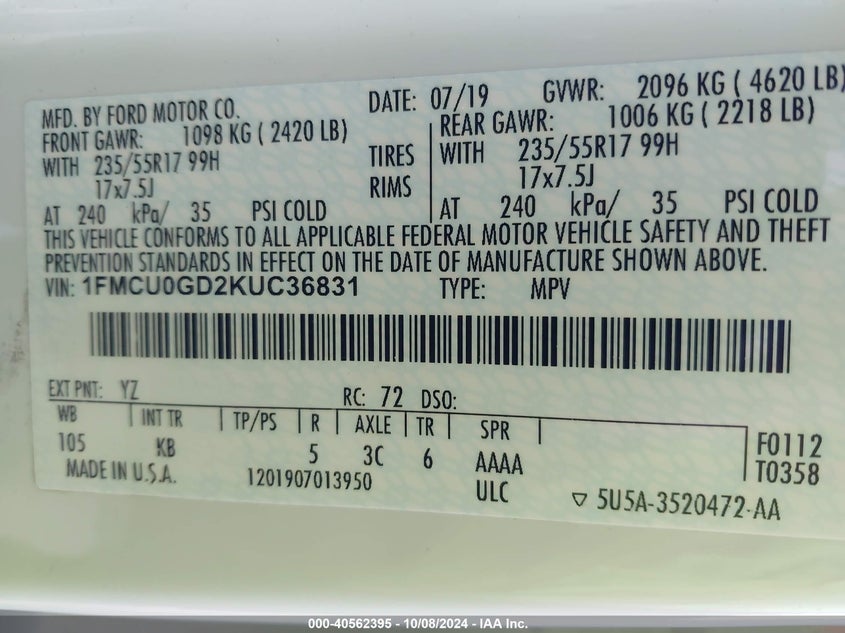 MFD. BY FORD MOTOR CO. DATE: 07/19 GVWR: 2096 KG ( 4620 LB)
FRONT GAWR: 1098 KG ( 2420 LB) REAR GAWR: 1006 KG ( 2218 LB)
WITH 235/55R17 99H TIRES WITH 235/55R17 99H
17x7.5J RIMS 17x7.5J
AT 240 kPa/ 35 PSI COLD AT 240 kPa/ 35 PSI COLD
THIS VEHICLE CONFORMS TO ALL APPLICABLE FEDERAL MOTOR VEHICLE SAFETY AND THEFT
PREVENTION STANDARDS IN EFFECT ON THE DATE OF MANUFACTURE SHOWN ABOVE.
VIN: 1FMCU0GD2KUC36831 TYPE: MPV
EXT PNT: YZ RC: 72 DSO:
WB INT TR TP/PS R AXLE TR SPR
105 KB 5 3C 6 AAAA F0112
MADE IN U.S.A. 1201907013950 ULC T0358
▽ 5U5A-3520472-AA
000-40562395 - 10/08/2024 - IAA Inc.